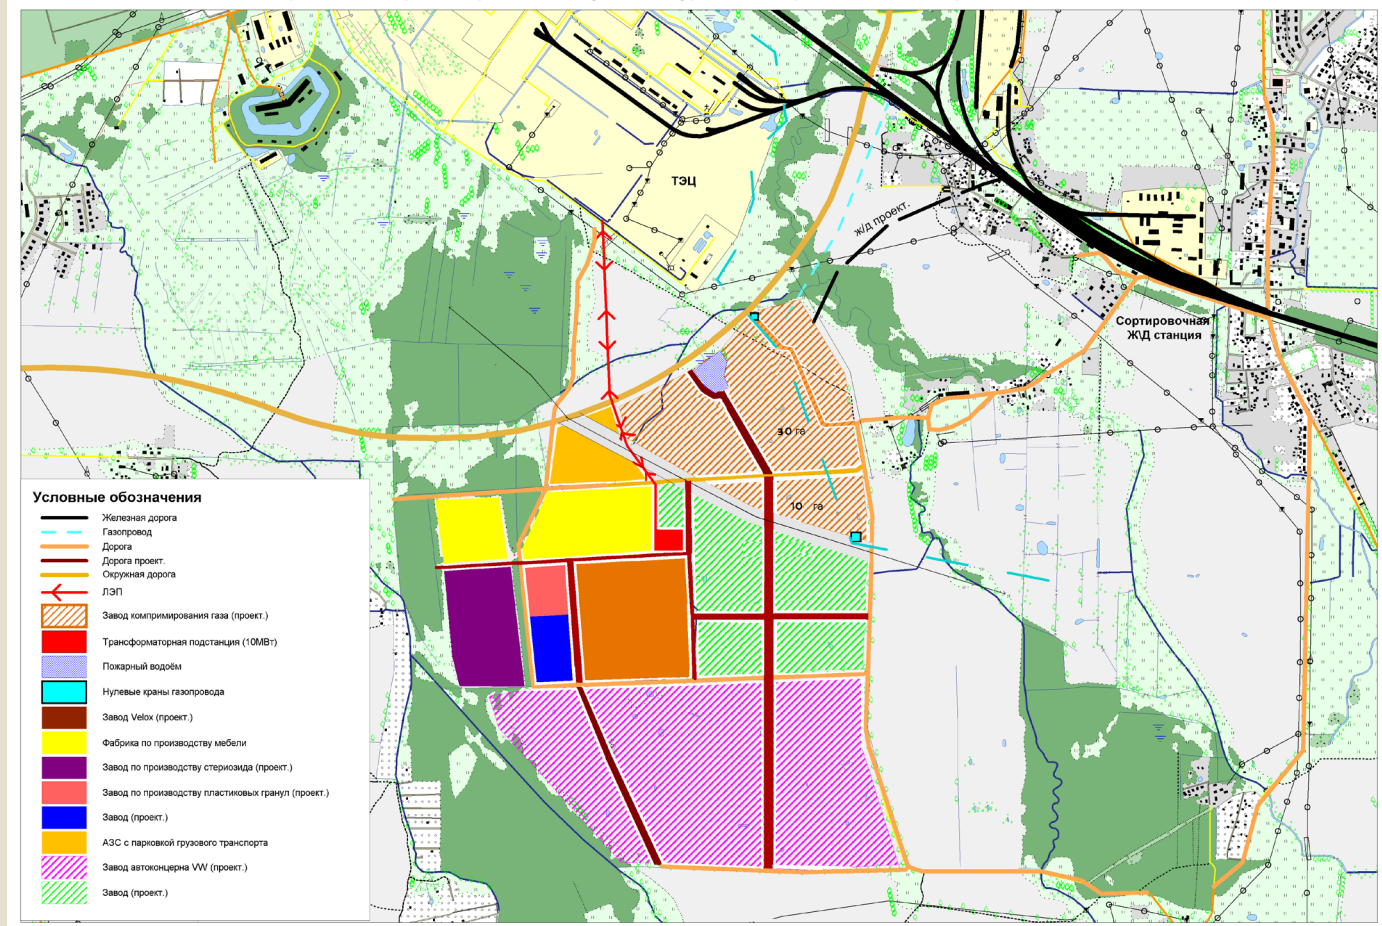 ТЭЦ
ж/д проект.
Сортировочная
Ж\Д станция
30 га
10 га
Условные обозначения
Железная дорога
Газопровод
Дорога
Дорога проект.
Окружная дорога
ЛЭП
Завод компримирования газа (проект.)
Трансформаторная подстанция (10МВт)
Пожарный водоём
Нулевые краны газопровода
Завод Velox (проект.)
Фабрика по производству мебели
Завод по производству стериозида (проект.)
Завод по производству пластиковых гранул (проект.)
Завод (проект.)
АЗС с парковкой грузового транспорта
Завод автоконцерна VW (проект.)
Завод (проект.)